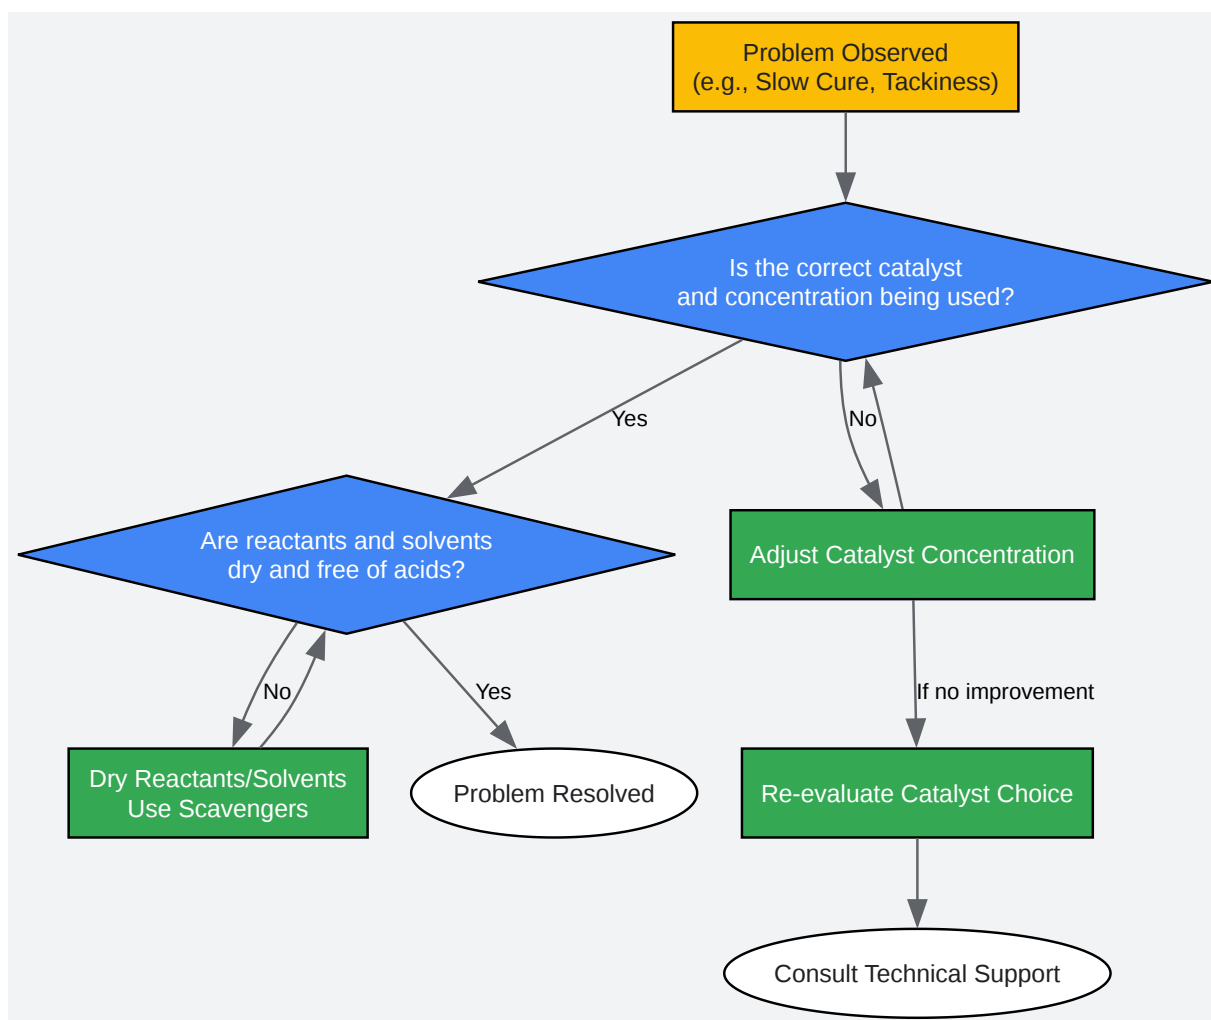 Problem Observed
(e.g., Slow Cure, Tackiness)
Is the correct catalyst
and concentration being used?
Yes
No
Are reactants and solvents
dry and free of acids?
Adjust Catalyst Concentration
No
Yes
If no improvement
Dry Reactants/Solvents
Use Scavengers
Problem Resolved
Re-evaluate Catalyst Choice
Consult Technical Support